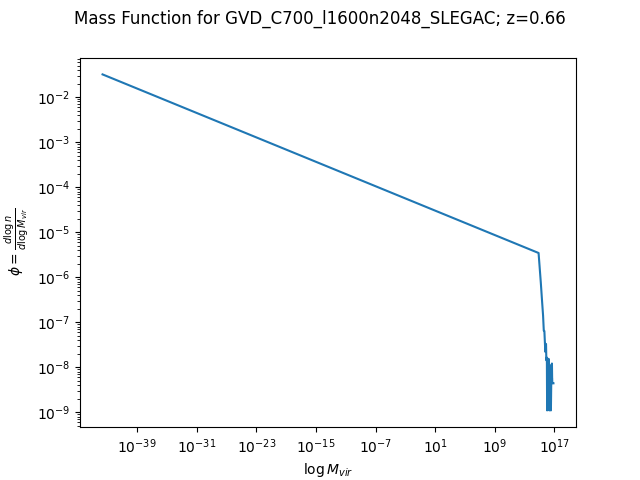 Mass Function for GVD_C700_l1600n2048_SLEGAC; z=0.66
10⁻²
10⁻³
10⁻⁴
10⁻⁵
10⁻⁶
10⁻⁷
10⁻⁸
10⁻⁹
ϕ = d log n / d log M_vir
10⁻³⁹ 10⁻³¹ 10⁻²³ 10⁻¹⁵ 10⁻⁷ 10¹ 10⁹ 10¹⁷
log M_vir